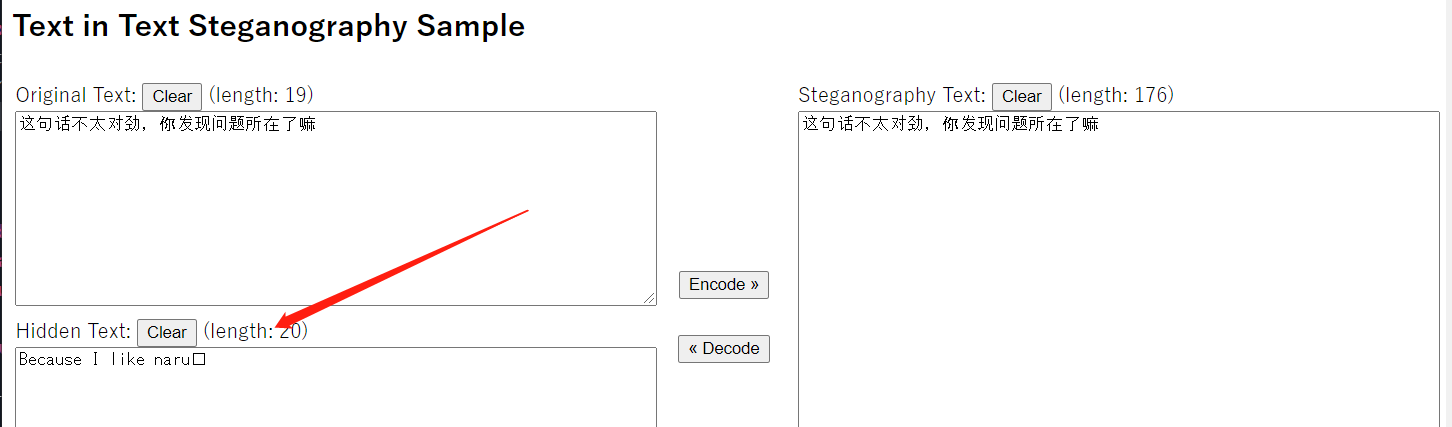 Text in Text Steganography Sample
Original Text: Clear (length: 19)
这句话不太对劲，你发现问题所在了嘛
Steganography Text: Clear (length: 176)
这句话不太对劲，你发现问题所在了嘛
Encode »
Hidden Text: Clear (length: 20)
« Decode
Because I like naru□